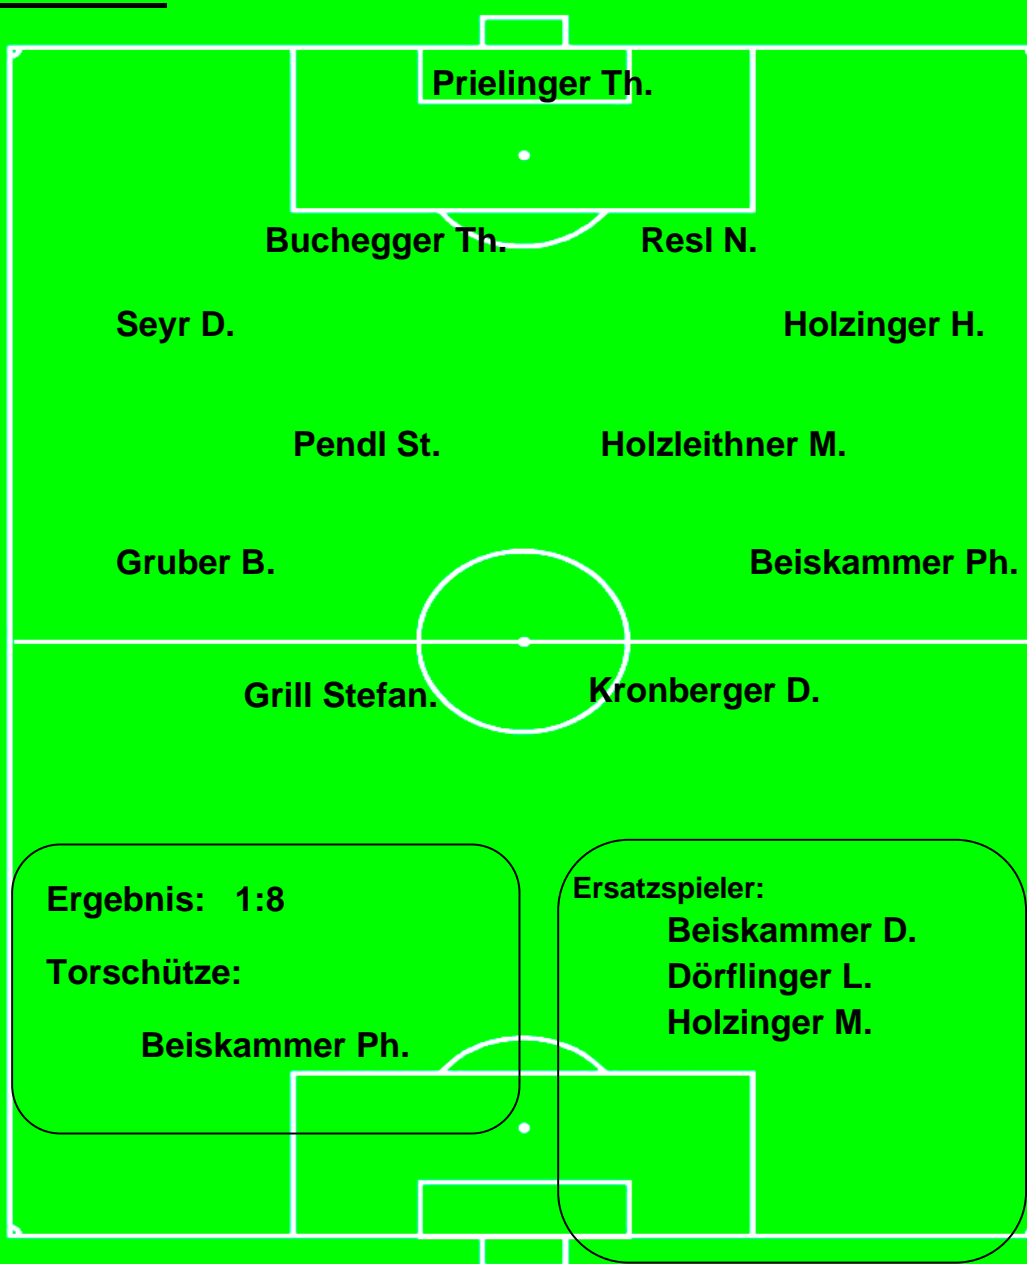 Prielinger Th.
Buchegger Th. Resl N.
Seyr D. Holzinger H.
Pendl St. Holzleithner M.
Gruber B. Beiskammer Ph.
Grill Stefan. Kronberger D.
Ergebnis: 1:8
Torschütze:
Beiskammer Ph.
Ersatzspieler:
Beiskammer D.
Dörflinger L.
Holzinger M.